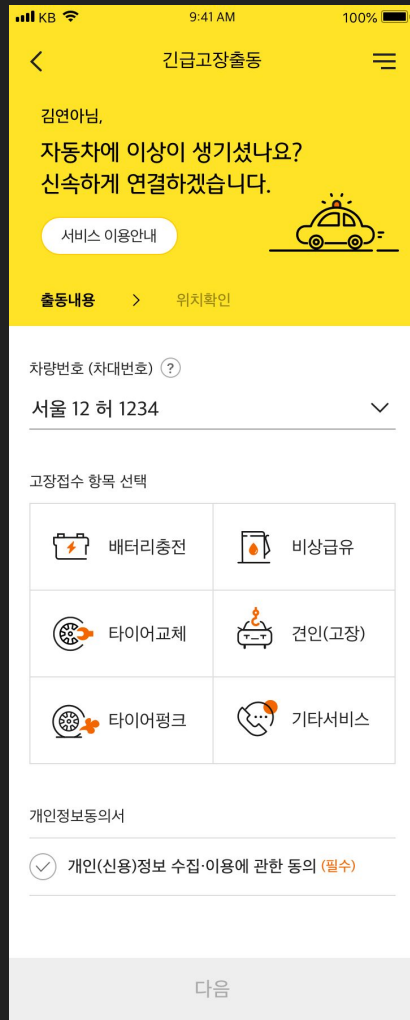 KB 9:41 AM 100%
긴급고장출동
김연아님,
자동차에 이상이 생기셨나요?
신속하게 연결하겠습니다.
서비스 이용안내
출동내용 > 위치확인
차량번호 (차대번호) ?
서울 12 허 1234
고장접수 항목 선택
배터리충전 비상급유
타이어교체 견인(고장)
타이어펑크 기타서비스
개인정보동의서
개인(신용)정보 수집·이용에 관한 동의 (필수)
다음